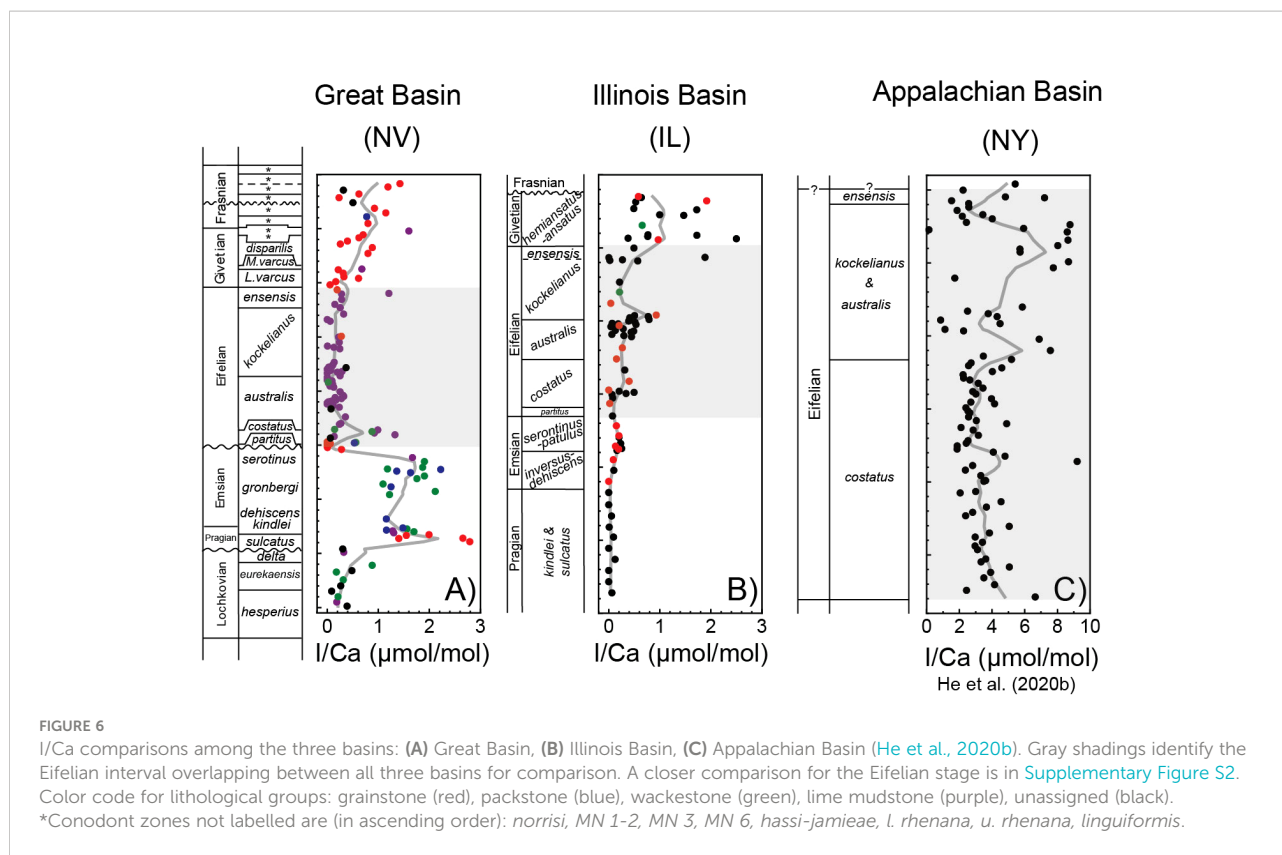 Great Basin
(NV)
Illinois Basin
(IL)
Appalachian Basin
(NY)
Frasnian
*
*
*
*
*
*
*
Givetian
disparilis
M.varcus
L.varcus
Eifelian
ensensis
kockelianus
australis
costatus
partitus
Emsian
serotinus
gronbergi
dehiscens
kindlei
Pragian
sulcatus
Lochkovian
delta
eurekaensis
hesperius
A)
0 1 2 3
I/Ca (µmol/mol)
Frasnian
Givetian
hemiansatus
-ansatus
Eifelian
ensensis
kockelianus
australis
costatus
partitus
Emsian
serontinus
-patulus
inversus-
dehiscens
Pragian
kindlei &
sulcatus
B)
0 1 2 3
I/Ca (µmol/mol)
? ?
Eifelian
ensensis
kockelianus
&
australis
costatus
C)
0 2 4 6 8 10
I/Ca (µmol/mol)
He et al. (2020b)
FIGURE 6
I/Ca comparisons among the three basins: (A) Great Basin, (B) Illinois Basin, (C) Appalachian Basin (He et al., 2020b). Gray shadings identify the
Eifelian interval overlapping between all three basins for comparison. A closer comparison for the Eifelian stage is in Supplementary Figure S2.
Color code for lithological groups: grainstone (red), packstone (blue), wackestone (green), lime mudstone (purple), unassigned (black).
*Conodont zones not labelled are (in ascending order): norrisi, MN 1-2, MN 3, MN 6, hassi-jamieae, l. rhenana, u. rhenana, linguiformis.